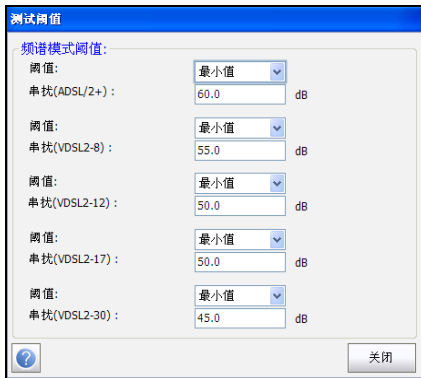 测试阈值
频谱模式阈值:
阈值: 最小值
串扰(ADSL/2+) : 60.0 dB
阈值: 最小值
串扰(VDSL2-8) : 55.0 dB
阈值: 最小值
串扰(VDSL2-12) : 50.0 dB
阈值: 最小值
串扰(VDSL2-17) : 50.0 dB
阈值: 最小值
串扰(VDSL2-30) : 45.0 dB
? 关闭